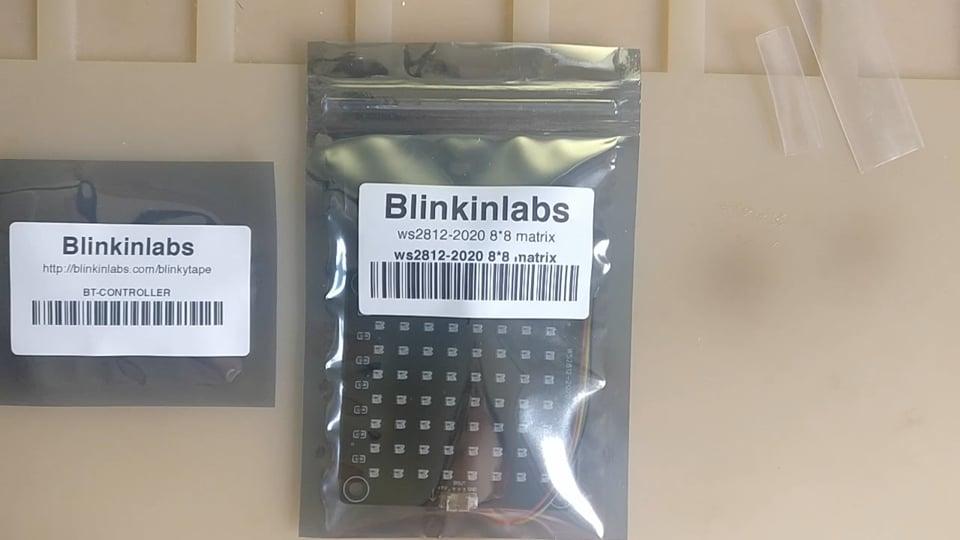 Blinkinlabs
http://blinkinlabs.com/blinkytape
BT-CONTROLLER
Blinkinlabs
ws2812-2020 8*8 matrix
ws2812-2020 8*8 matrix